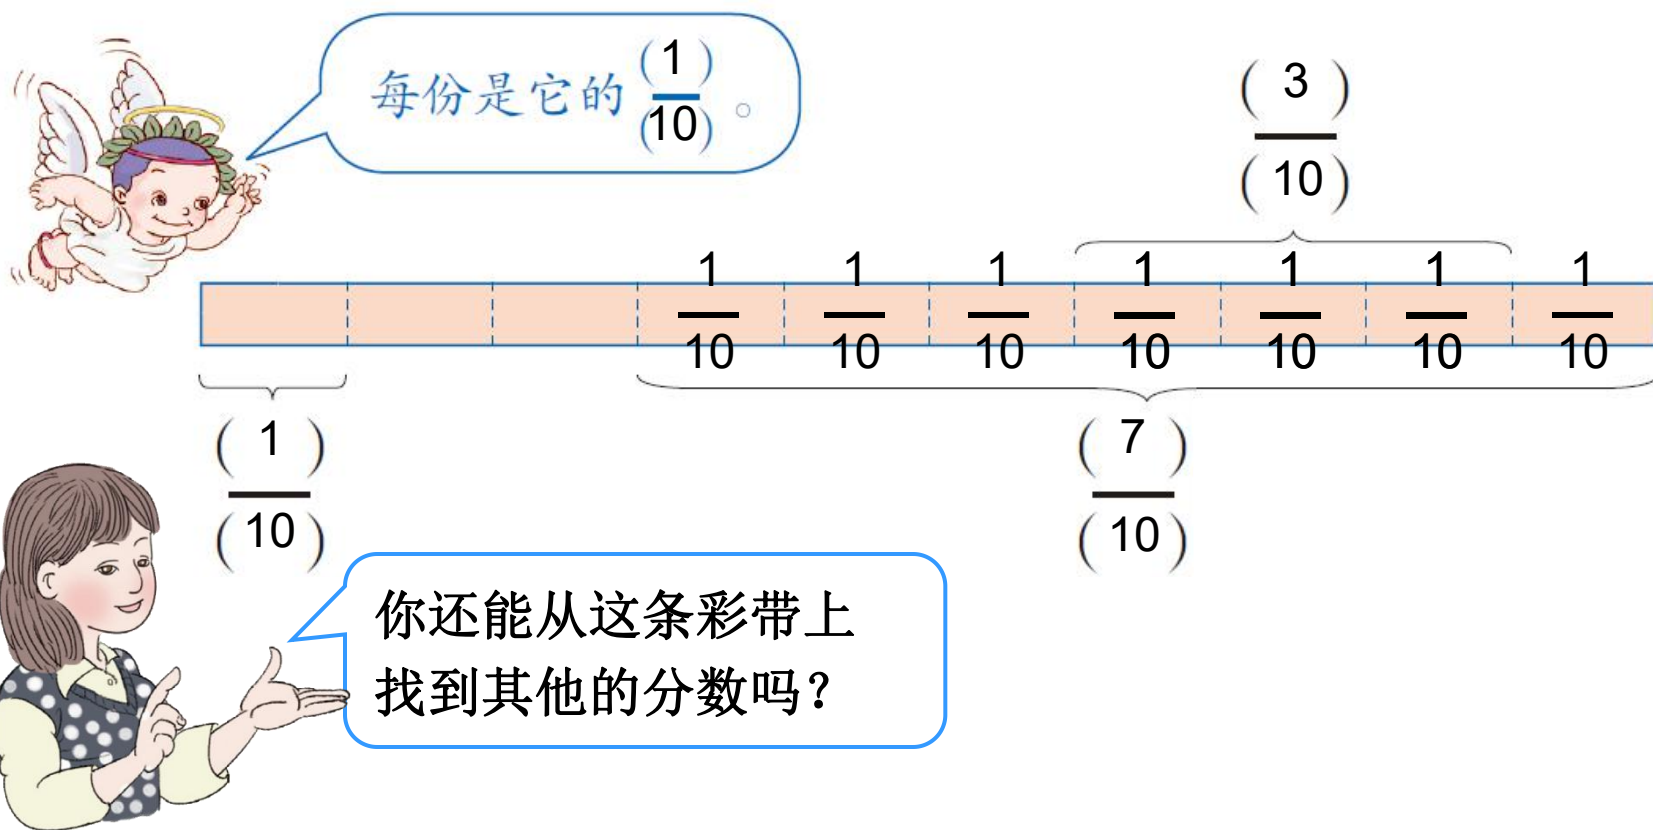 每份是它的 (1)/(10) 。
( 3 )
( 10 )
1 1 1 1 1 1 1
10 10 10 10 10 10 10
( 1 ) ( 7 )
( 10 ) ( 10 )
你还能从这条彩带上
找到其他的分数吗？